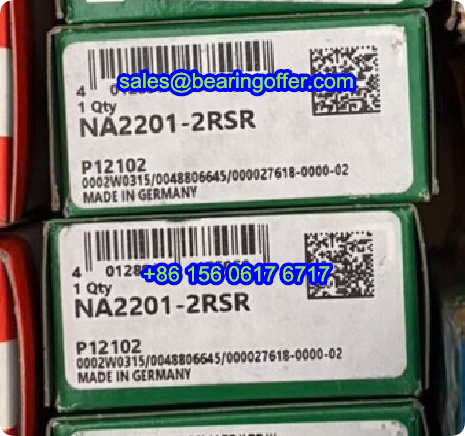 sales@bearingoffer.com
4
1 Qty
NA2201-2RSR
P12102
0002W0315/0048806645/000027618-0000-02
MADE IN GERMANY
4
+86 156 0617 6717
1 Qty
NA2201-2RSR
P12102
0002W0315/0048806645/000027618-0000-02
MADE IN GERMANY